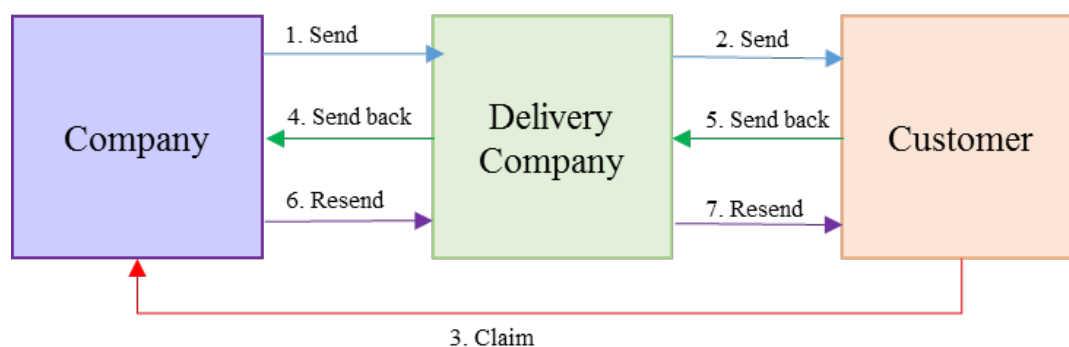 1. Send
2. Send
4. Send back
5. Send back
Company
Delivery
Company
Customer
6. Resend
7. Resend
3. Claim